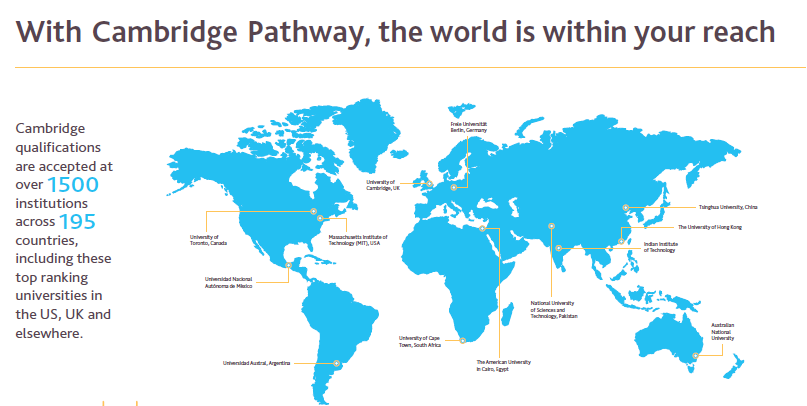 With Cambridge Pathway, the world is within your reach
Cambridge
qualifications
are accepted at
over 1500
institutions
across 195
countries,
including these
top ranking
universities in
the US, UK and
elsewhere.
Freie Universität
Berlin, Germany
University of
Cambridge, UK
Tsinghua University, China
The University of Hong Kong
University of
Toronto, Canada
Massachusetts Institute of
Technology (MIT), USA
Indian Institute
of Technology
Universidad Nacional
Autónoma de México
National University
of Sciences and
Technology, Pakistan
Australian
National
University
University of Cape
Town, South Africa
Universidad Austral, Argentina
The American University
in Cairo, Egypt